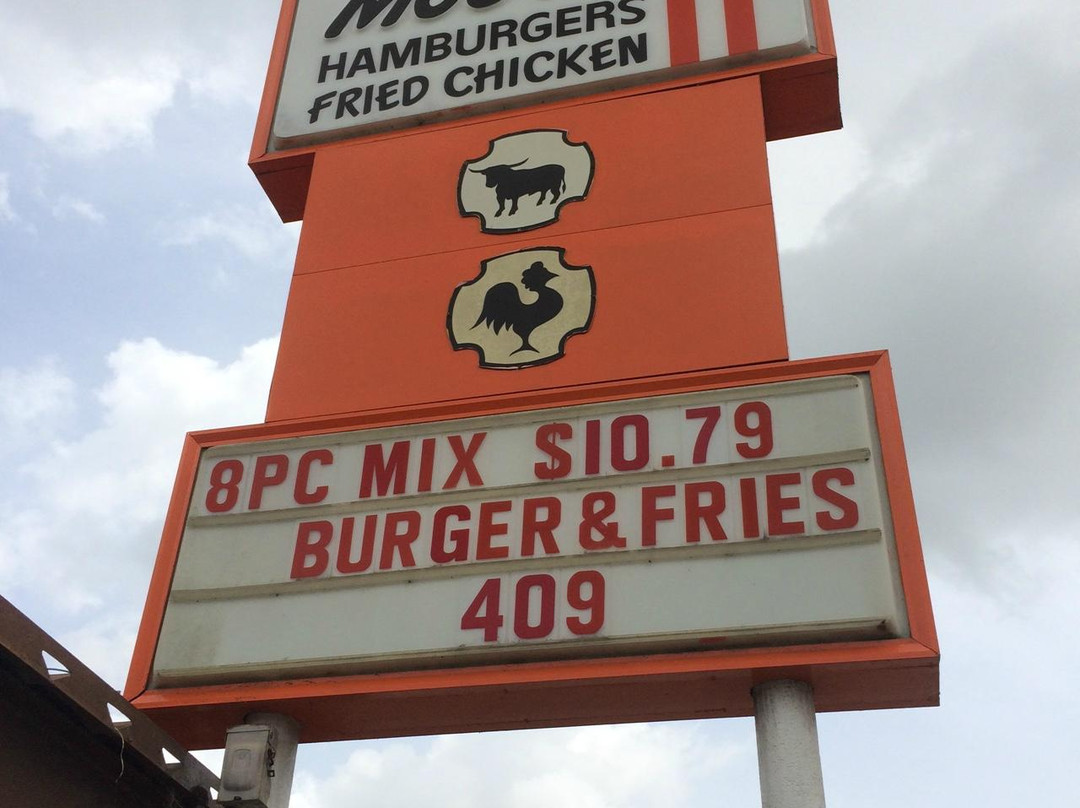 HAMBURGERS
FRIED CHICKEN
8PC MIX $10.79
BURGER & FRIES
409